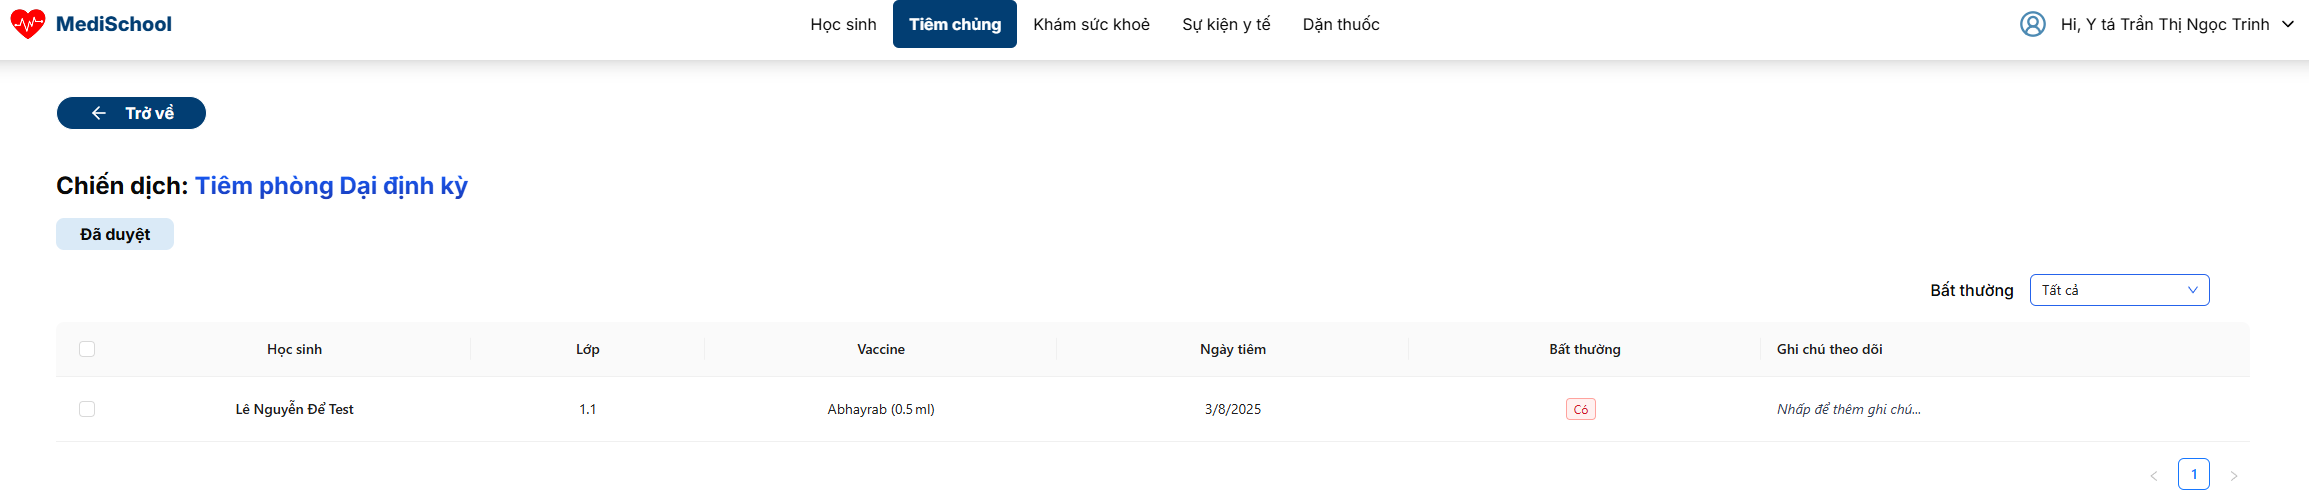 MediSchool
Học sinh
Tiêm chủng
Khám sức khoẻ
Sự kiện y tế
Dặn thuốc
Hi, Y tá Trần Thị Ngọc Trinh
Trở về
Chiến dịch: Tiêm phòng Dại định kỳ
Đã duyệt
Bất thường
Tất cả
Học sinh
Lớp
Vaccine
Ngày tiêm
Bất thường
Ghi chú theo dõi
Lê Nguyễn Để Test
1.1
Abhayrab (0.5 ml)
3/8/2025
Có
Nhấp để thêm ghi chú...
1